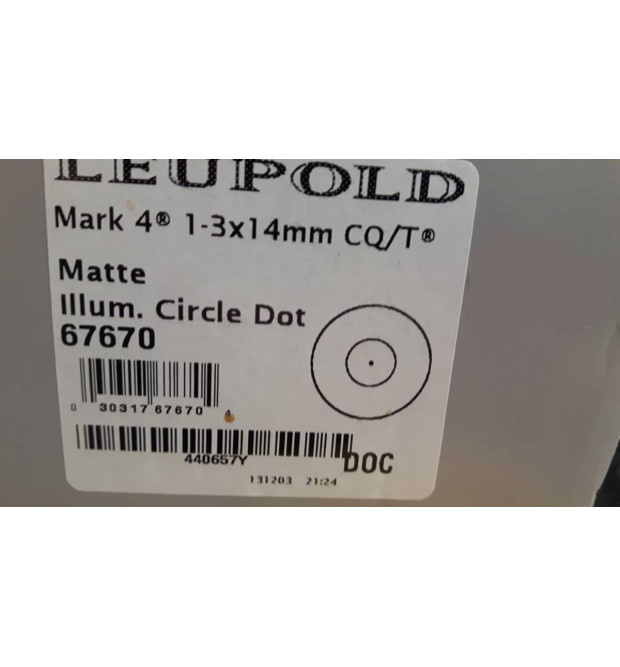 LEUPOLD
Mark 4® 1-3x14mm CQ/T®
Matte
Illum. Circle Dot
67670
0 30317 67670 4
440657Y
DOC
131203 21:24